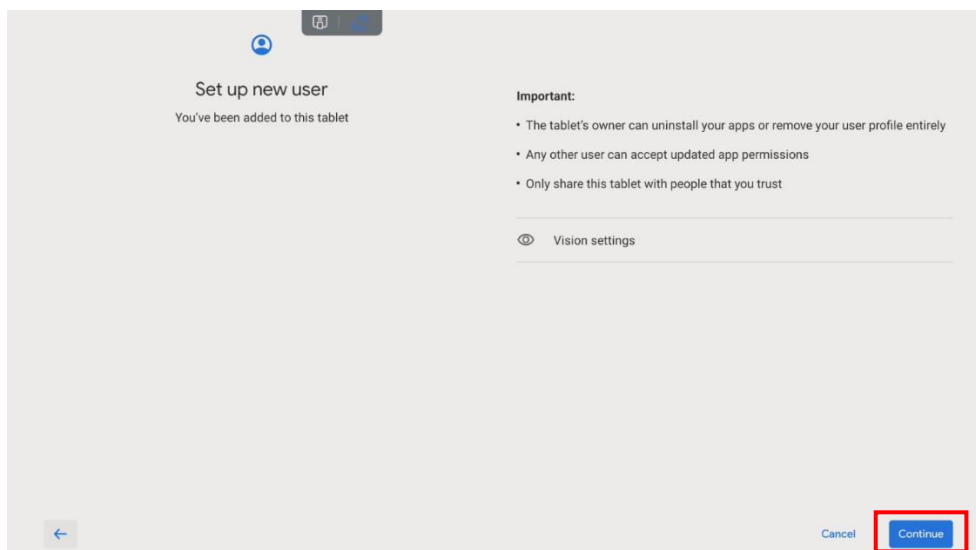 Set up new user
You've been added to this tablet
Important:
• The tablet's owner can uninstall your apps or remove your user profile entirely
• Any other user can accept updated app permissions
• Only share this tablet with people that you trust
Vision settings
Cancel
Continue